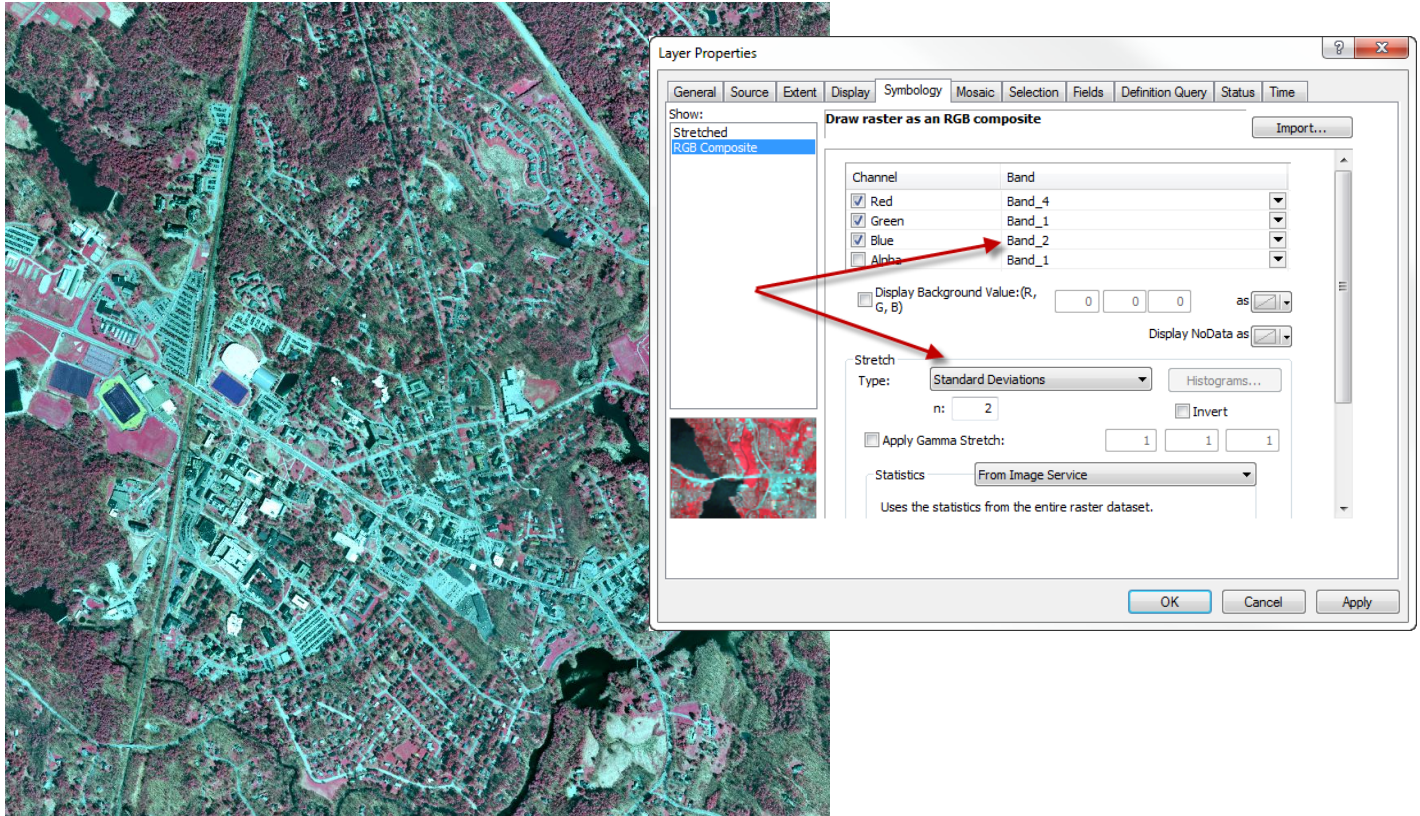 Layer Properties
General Source Extent Display Symbology Mosaic Selection Fields Definition Query Status Time
Show:
Stretched
RGB Composite
Draw raster as an RGB composite
Import...
Channel Band
Red Band_4
Green Band_1
Blue Band_2
Alpha Band_1
Display Background Value:(R,
G, B)
0 0 0 as
Display NoData as
Stretch
Type: Standard Deviations Histograms...
n: 2 Invert
Apply Gamma Stretch: 1 1 1
Statistics From Image Service
Uses the statistics from the entire raster dataset.
OK Cancel Apply